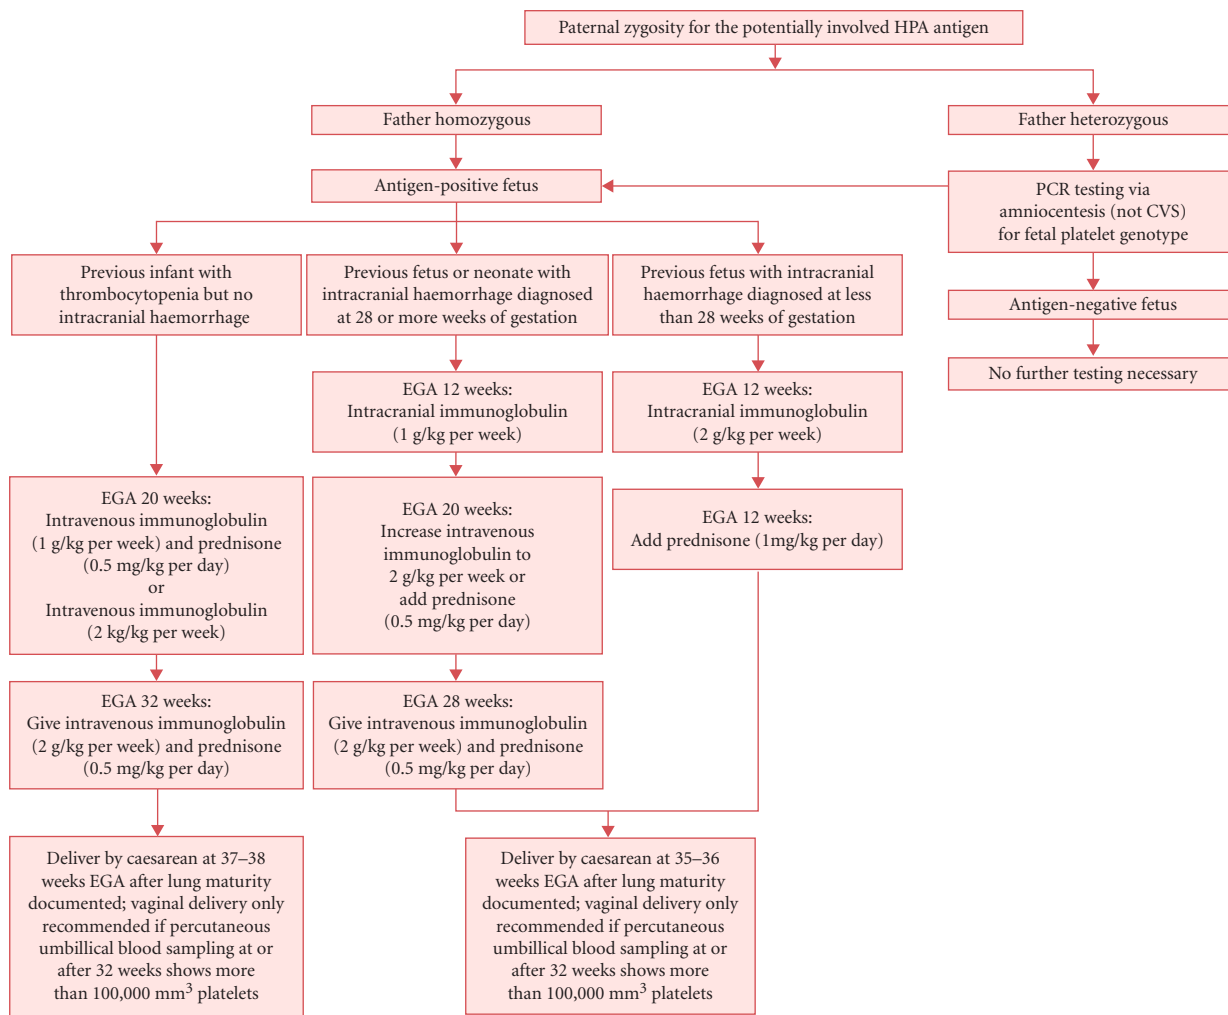 Paternal zygosity for the potentially involved HPA antigen
Father homozygous
Father heterozygous
Antigen-positive fetus
PCR testing via
amniocentesis (not CVS)
for fetal platelet genotype
Previous infant with
thrombocytopenia but no
intracranial haemorrhage
Previous fetus or neonate with
intracranial haemorrhage diagnosed
at 28 or more weeks of gestation
Previous fetus with intracranial
haemorrhage diagnosed at less
than 28 weeks of gestation
Antigen-negative fetus
No further testing necessary
EGA 12 weeks:
Intracranial immunoglobulin
(1 g/kg per week)
EGA 12 weeks:
Intracranial immunoglobulin
(2 g/kg per week)
EGA 20 weeks:
Intravenous immunoglobulin
(1 g/kg per week) and prednisone
(0.5 mg/kg per day)
or
Intravenous immunoglobulin
(2 kg/kg per week)
EGA 20 weeks:
Increase intravenous
immunoglobulin to
2 g/kg per week or
add prednisone
(0.5 mg/kg per day)
EGA 12 weeks:
Add prednisone (1mg/kg per day)
EGA 32 weeks:
Give intravenous immunoglobulin
(2 g/kg per week) and prednisone
(0.5 mg/kg per day)
EGA 28 weeks:
Give intravenous immunoglobulin
(2 g/kg per week) and prednisone
(0.5 mg/kg per day)
Deliver by caesarean at 37–38
weeks EGA after lung maturity
documented; vaginal delivery only
recommended if percutaneous
umbillical blood sampling at or
after 32 weeks shows more
than 100,000 mm³ platelets
Deliver by caesarean at 35–36
weeks EGA after lung maturity
documented; vaginal delivery only
recommended if percutaneous
umbillical blood sampling at or
after 32 weeks shows more
than 100,000 mm³ platelets